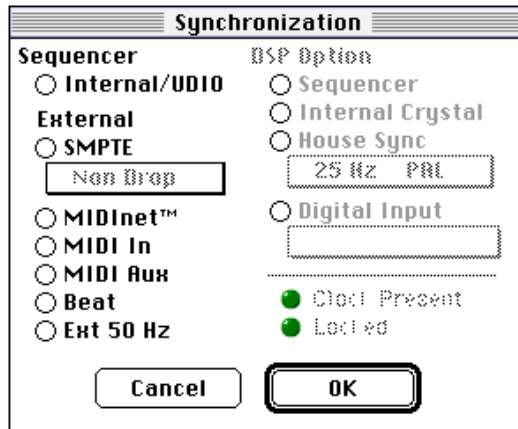 Synchronization
Sequencer
Internal/UDIO
External
SMPTE
Non Drop
MIDInet™
MIDI In
MIDI Aux
Beat
Ext 50 Hz
DSP Option
Sequencer
Internal Crystal
House Sync
25 Hz PAL
Digital Input
Clock Present
Locked
Cancel
OK